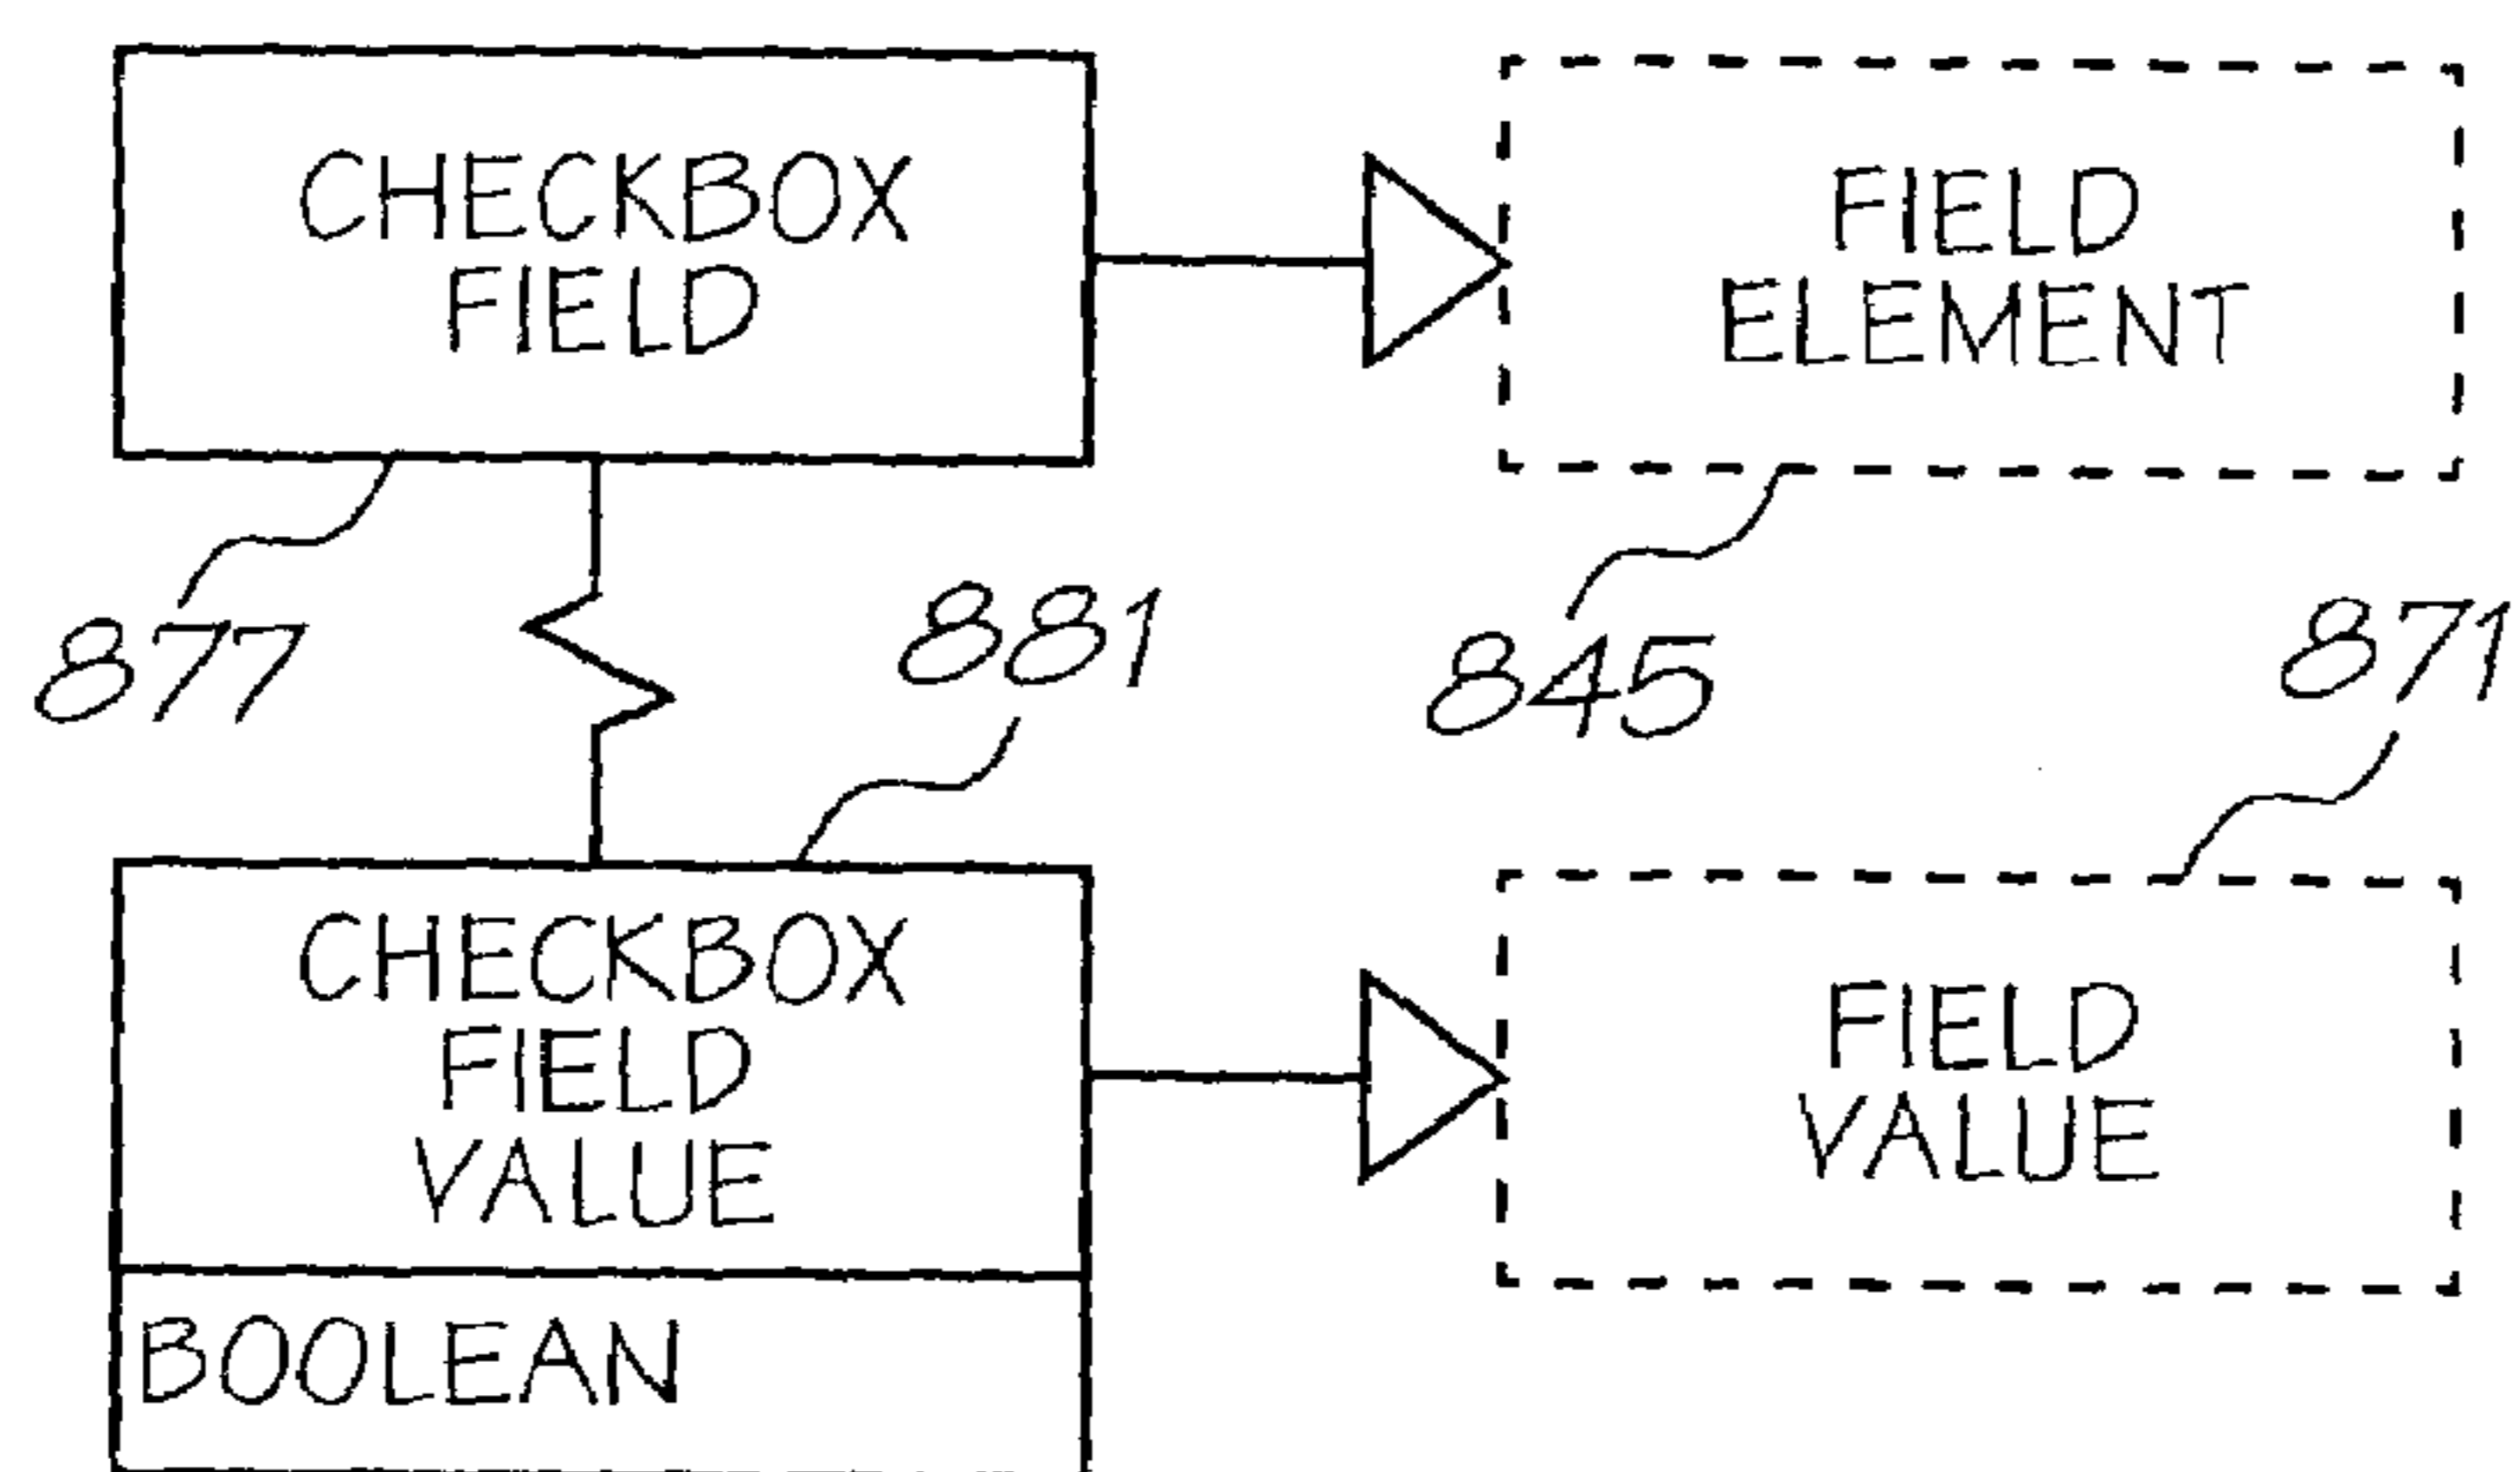 CHECKBOX
FIELD
FIELD
ELEMENT
877
881
845
871
CHECKBOX
FIELD
VALUE
FIELD
VALUE
BOOLEAN